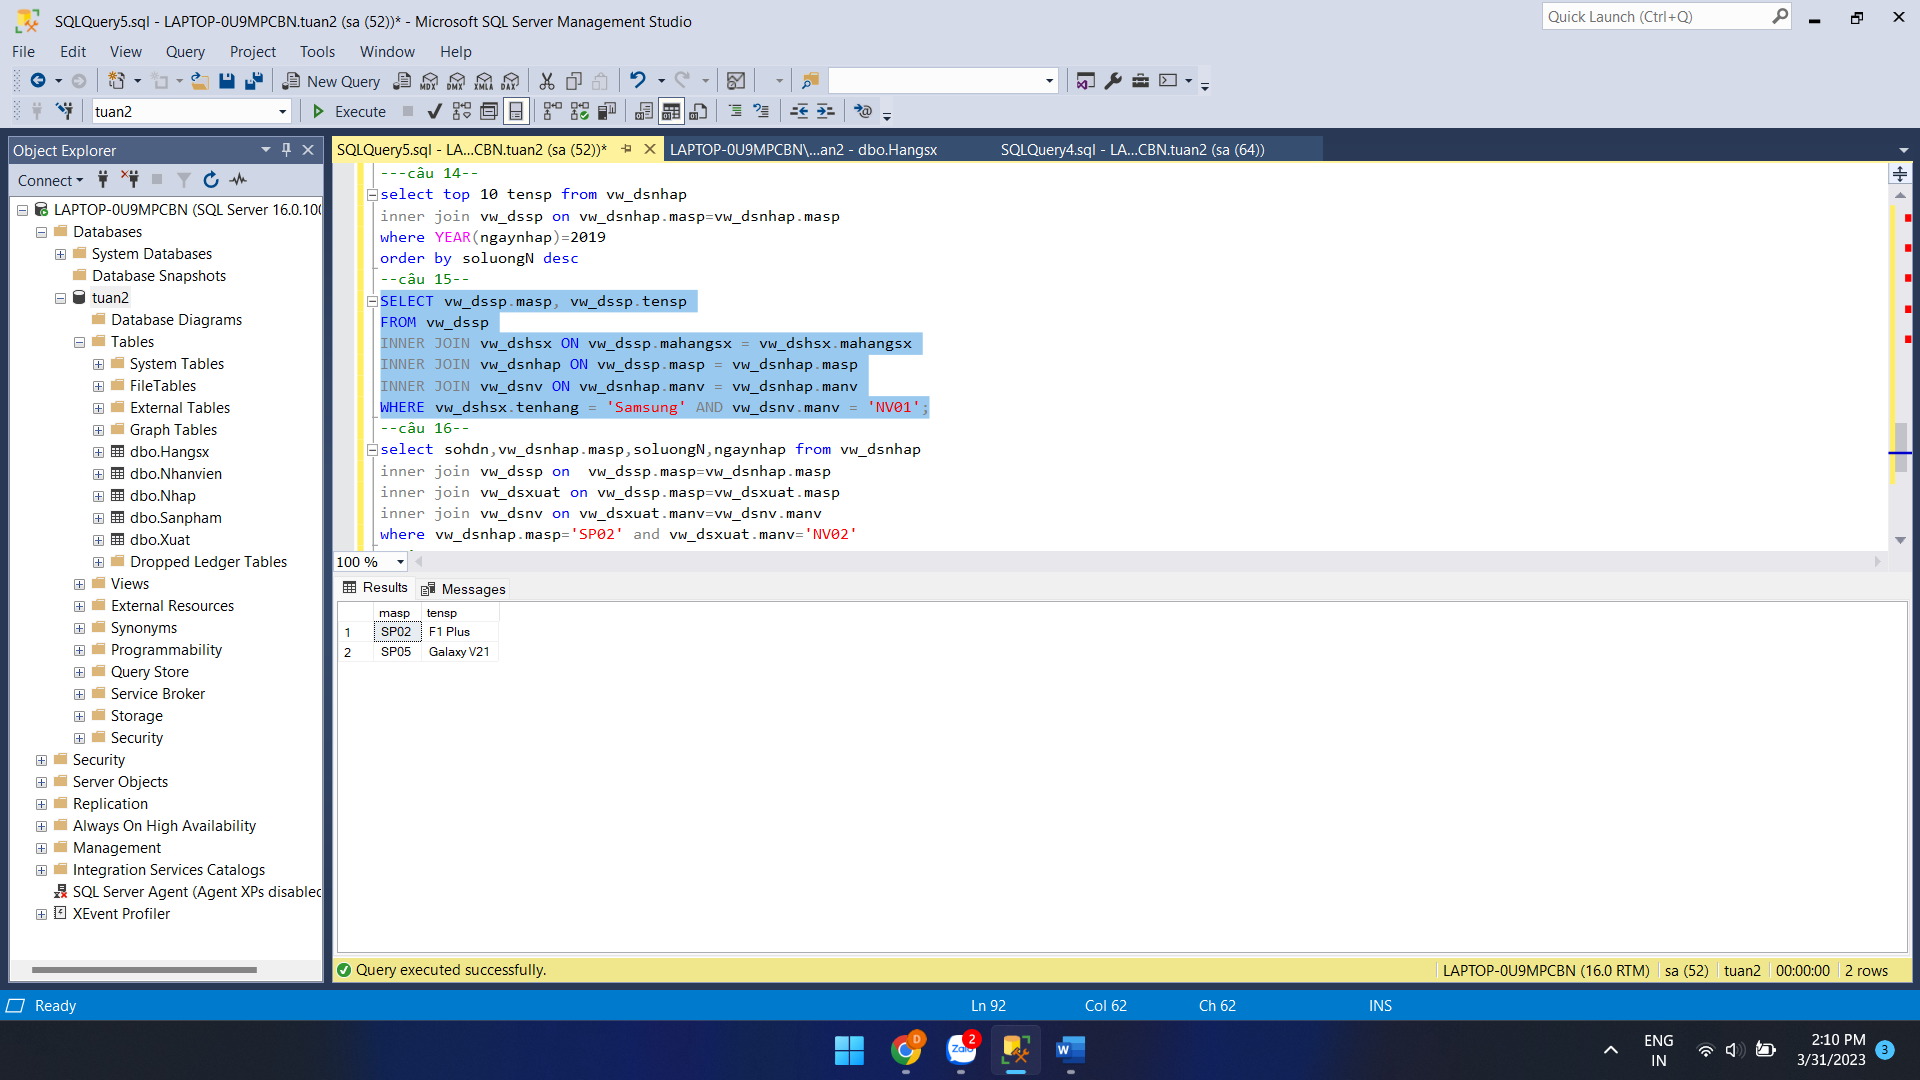 SQLQuery5.sql - LAPTOP-0U9MPCBN.tuan2 (sa (52))* - Microsoft SQL Server Management Studio
Quick Launch (Ctrl+Q)
File Edit View Query Project Tools Window Help
New Query MDX DMX XMLA DAX
tuan2 Execute
Object Explorer
Connect
LAPTOP-0U9MPCBN (SQL Server 16.0.100
Databases
System Databases
Database Snapshots
tuan2
Database Diagrams
Tables
System Tables
FileTables
External Tables
Graph Tables
dbo.Hangsx
dbo.Nhanvien
dbo.Nhap
dbo.Sanpham
dbo.Xuat
Dropped Ledger Tables
Views
External Resources
Synonyms
Programmability
Query Store
Service Broker
Storage
Security
Security
Server Objects
Replication
Always On High Availability
Management
Integration Services Catalogs
SQL Server Agent (Agent XPs disabled
XEvent Profiler
SQLQuery5.sql - LA...CBN.tuan2 (sa (52))* LAPTOP-0U9MPCBN\...an2 - dbo.Hangsx SQLQuery4.sql - LA...CBN.tuan2 (sa (64))
---câu 14--
select top 10 tensp from vw_dsnhap
inner join vw_dssp on vw_dsnhap.masp=vw_dsnhap.masp
where YEAR(ngaynhap)=2019
order by soluongN desc
--câu 15--
SELECT vw_dssp.masp, vw_dssp.tensp
FROM vw_dssp
INNER JOIN vw_dshsx ON vw_dssp.mahangsx = vw_dshsx.mahangsx
INNER JOIN vw_dsnhap ON vw_dssp.masp = vw_dsnhap.masp
INNER JOIN vw_dsnv ON vw_dsnhap.manv = vw_dsnhap.manv
WHERE vw_dshsx.tenhang = 'Samsung' AND vw_dsnv.manv = 'NV01';
--câu 16--
select sohdn,vw_dsnhap.masp,soluongN,ngaynhap from vw_dsnhap
inner join vw_dssp on  vw_dssp.masp=vw_dsnhap.masp
inner join vw_dsxuat on vw_dssp.masp=vw_dsxuat.masp
inner join vw_dsnv on vw_dsxuat.manv=vw_dsnv.manv
where vw_dsnhap.masp='SP02' and vw_dsxuat.manv='NV02'
100 %
Results Messages
masp tensp
1 SP02 F1 Plus
2 SP05 Galaxy V21
Query executed successfully. LAPTOP-0U9MPCBN (16.0 RTM) sa (52) tuan2 00:00:00 2 rows
Ready Ln 92 Col 62 Ch 62 INS
D
Zalo 2
W
ENG
IN
2:10 PM
3/31/2023
3